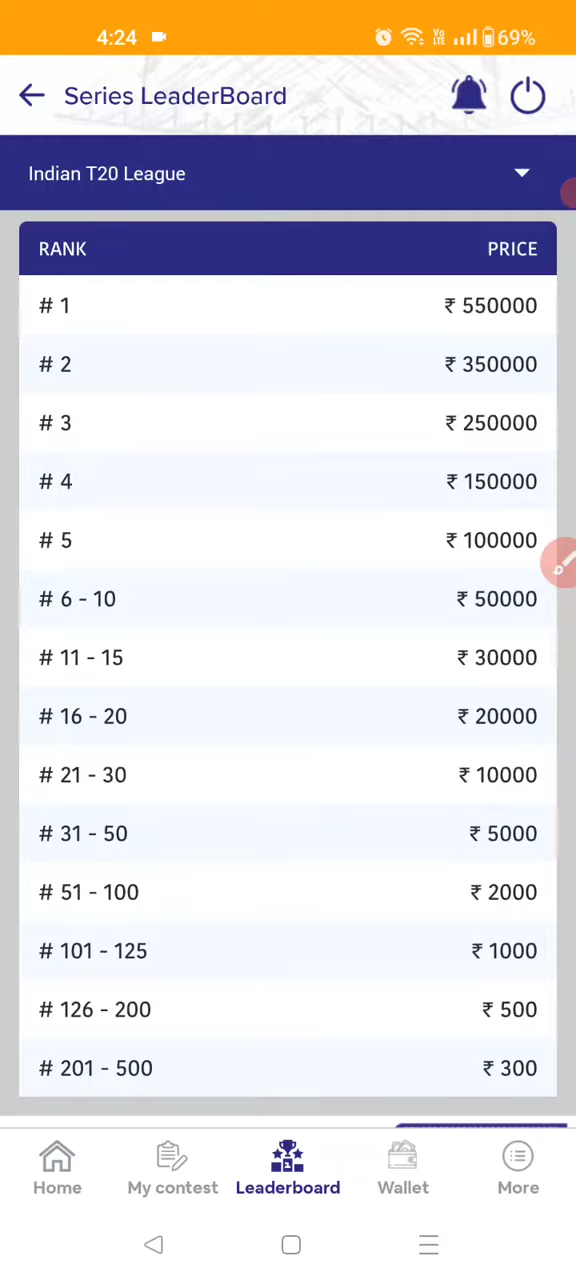 4:24 Vo LTE 69%
Series LeaderBoard
Indian T20 League
RANK PRICE
# 1 ₹ 550000
# 2 ₹ 350000
# 3 ₹ 250000
# 4 ₹ 150000
# 5 ₹ 100000
# 6 - 10 ₹ 50000
# 11 - 15 ₹ 30000
# 16 - 20 ₹ 20000
# 21 - 30 ₹ 10000
# 31 - 50 ₹ 5000
# 51 - 100 ₹ 2000
# 101 - 125 ₹ 1000
# 126 - 200 ₹ 500
# 201 - 500 ₹ 300
Home My contest Leaderboard Wallet More